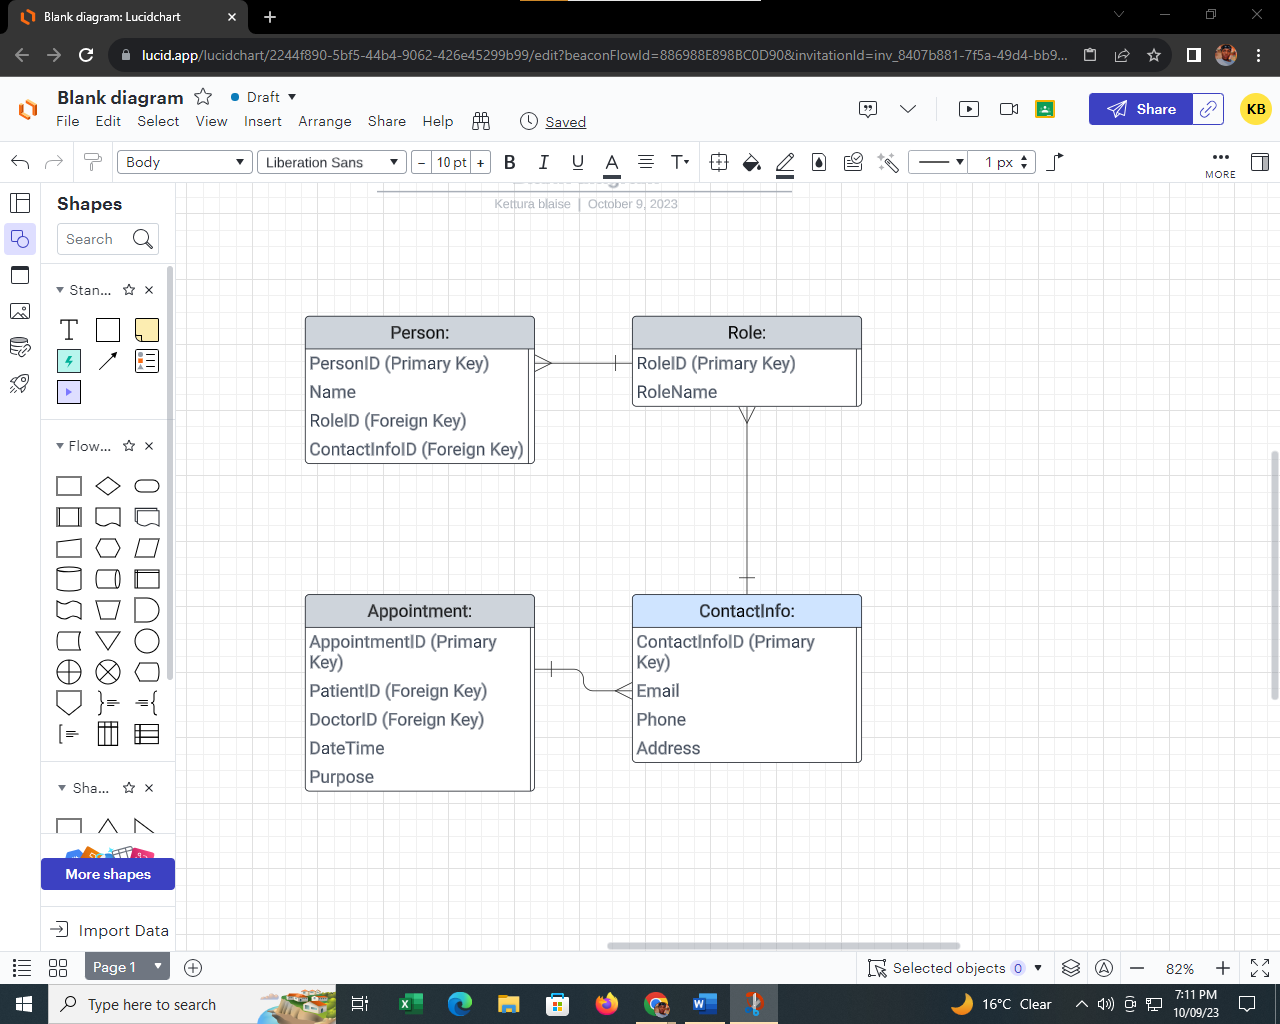 Blank diagram: Lucidchart
lucid.app/lucidchart/2244f890-5bf5-44b4-9062-426e45299b99/edit?beaconFlowId=886988E898BC0D90&invitationId=inv_8407b881-7f5a-49d4-bb9...
Blank diagram
Draft
File Edit Select View Insert Arrange Share Help
Saved
Share
KB
Body
Liberation Sans
10 pt
B I U A T
1 px
MORE
Shapes
Search
Kettura blaise | October 9, 2023
Stan...
T
Flow...
Sha...
More shapes
Import Data
Person:
PersonID (Primary Key)
Name
RoleID (Foreign Key)
ContactInfoID (Foreign Key)
Role:
RoleID (Primary Key)
RoleName
Appointment:
AppointmentID (Primary
Key)
PatientID (Foreign Key)
DoctorID (Foreign Key)
DateTime
Purpose
ContactInfo:
ContactInfoID (Primary
Key)
Email
Phone
Address
Page 1
Selected objects 0
82%
Type here to search
16°C Clear
7:11 PM
10/09/23